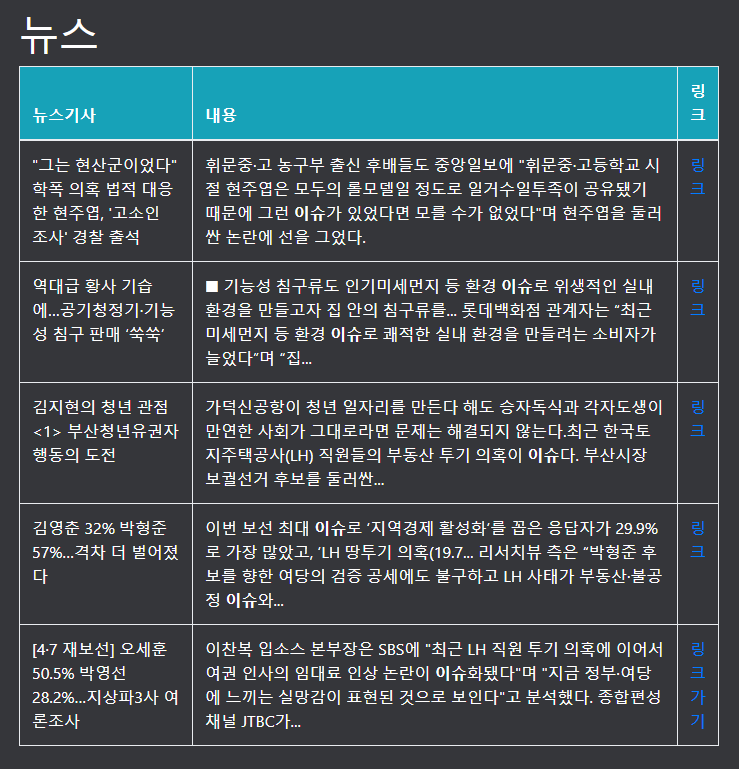 뉴스
뉴스기사
내용
링
크
"그는 현산군이었다"
학폭 의혹 법적 대응
한 현주엽, '고소인
조사' 경찰 출석
휘문중·고 농구부 출신 후배들도 중앙일보에 "휘문중·고등학교 시
절 현주엽은 모두의 롤모델일 정도로 일거수일투족이 공유됐기
때문에 그런 이슈가 있었다면 모를 수가 없었다"며 현주엽을 둘러
싼 논란에 선을 그었다.
링
크
역대급 황사 기습
에…공기청정기·기능
성 침구 판매 ‘쑥쑥’
■ 기능성 침구류도 인기미세먼지 등 환경 이슈로 위생적인 실내
환경을 만들고자 집 안의 침구류를... 롯데백화점 관계자는 “최근
미세먼지 등 환경 이슈로 쾌적한 실내 환경을 만들려는 소비자가
늘었다”며 “집...
링
크
김지현의 청년 관점
<1> 부산청년유권자
행동의 도전
가덕신공항이 청년 일자리를 만든다 해도 승자독식과 각자도생이
만연한 사회가 그대로라면 문제는 해결되지 않는다.최근 한국토
지주택공사(LH) 직원들의 부동산 투기 의혹이 이슈다. 부산시장
보궐선거 후보를 둘러싼...
링
크
김영춘 32% 박형준
57%…격차 더 벌어졌
다
이번 보선 최대 이슈로 ‘지역경제 활성화’를 꼽은 응답자가 29.9%
로 가장 많았고, ‘LH 땅투기 의혹(19.7... 리서치뷰 측은 “박형준 후
보를 향한 여당의 검증 공세에도 불구하고 LH 사태가 부동산·불공
정 이슈와...
링
크
[4·7 재보선] 오세훈
50.5% 박영선
28.2%…지상파3사 여
론조사
이찬복 입소스 본부장은 SBS에 "최근 LH 직원 투기 의혹에 이어서
여권 인사의 임대료 인상 논란이 이슈화됐다"며 "지금 정부·여당
에 느끼는 실망감이 표현된 것으로 보인다"고 분석했다. 종합편성
채널 JTBC가...
링
크
가
기